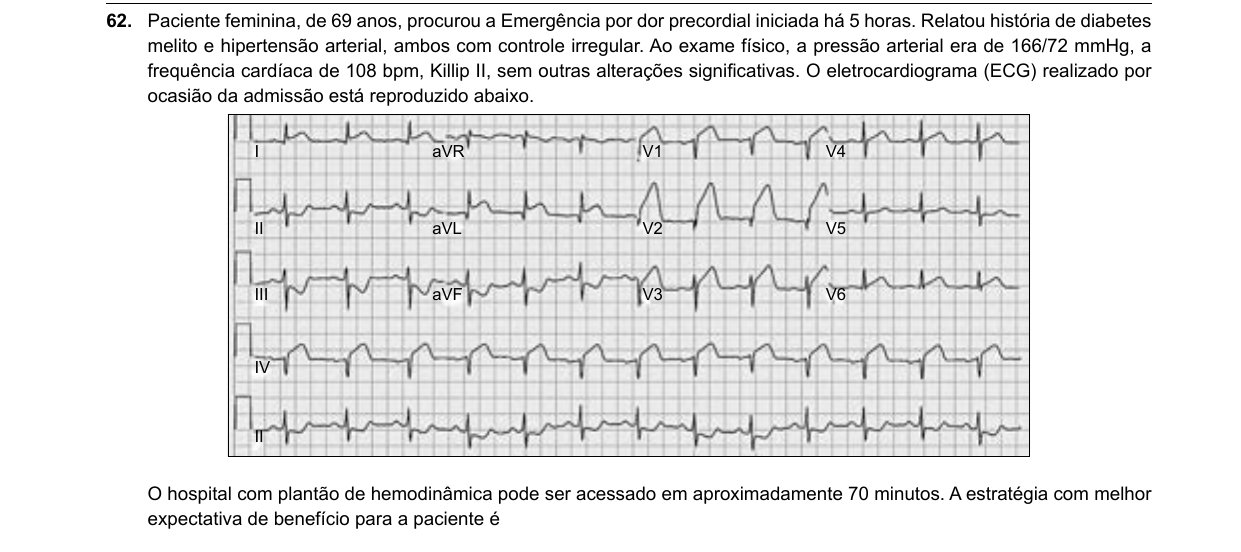 62. Paciente feminina, de 69 anos, procurou a Emergência por dor precordial iniciada há 5 horas. Relatou história de diabetes
melito e hipertensão arterial, ambos com controle irregular. Ao exame físico, a pressão arterial era de 166/72 mmHg, a
frequência cardíaca de 108 bpm, Killip II, sem outras alterações significativas. O eletrocardiograma (ECG) realizado por
ocasião da admissão está reproduzido abaixo.
I aVR V1 V4
II aVL V2 V5
III aVF V3 V6
IV
II
O hospital com plantão de hemodinâmica pode ser acessado em aproximadamente 70 minutos. A estratégia com melhor
expectativa de benefício para a paciente é